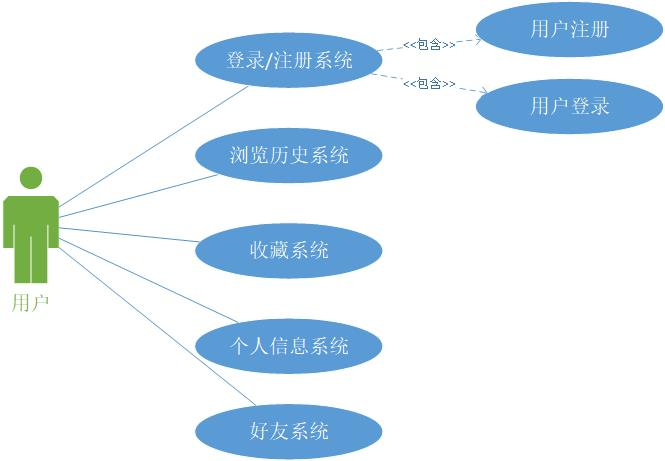 用户注册
登录/注册系统
<<包含>>
<<包含>>
用户登录
浏览历史系统
收藏系统
用户
个人信息系统
好友系统